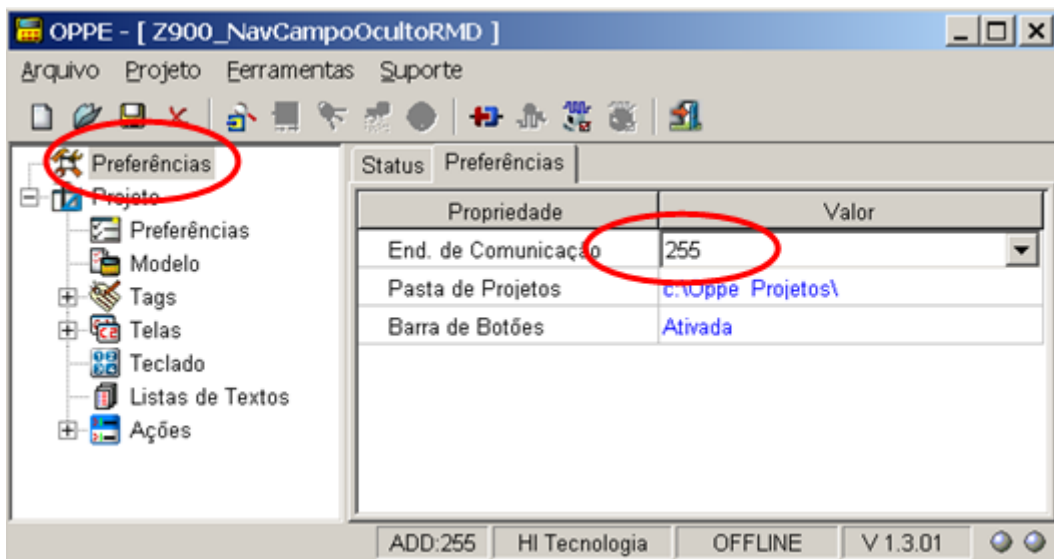 OPPE - [ Z900_NavCampoOcultoRMD ]
Arquivo Projeto Ferramentas Suporte
Preferências
Projeto
Preferências
Modelo
Tags
Telas
Teclado
Listas de Textos
Ações
Status Preferências
Propriedade Valor
End. de Comunicação 255
Pasta de Projetos c:\Oppe Projetos\
Barra de Botões Ativada
ADD:255 HI Tecnologia OFFLINE V 1.3.01